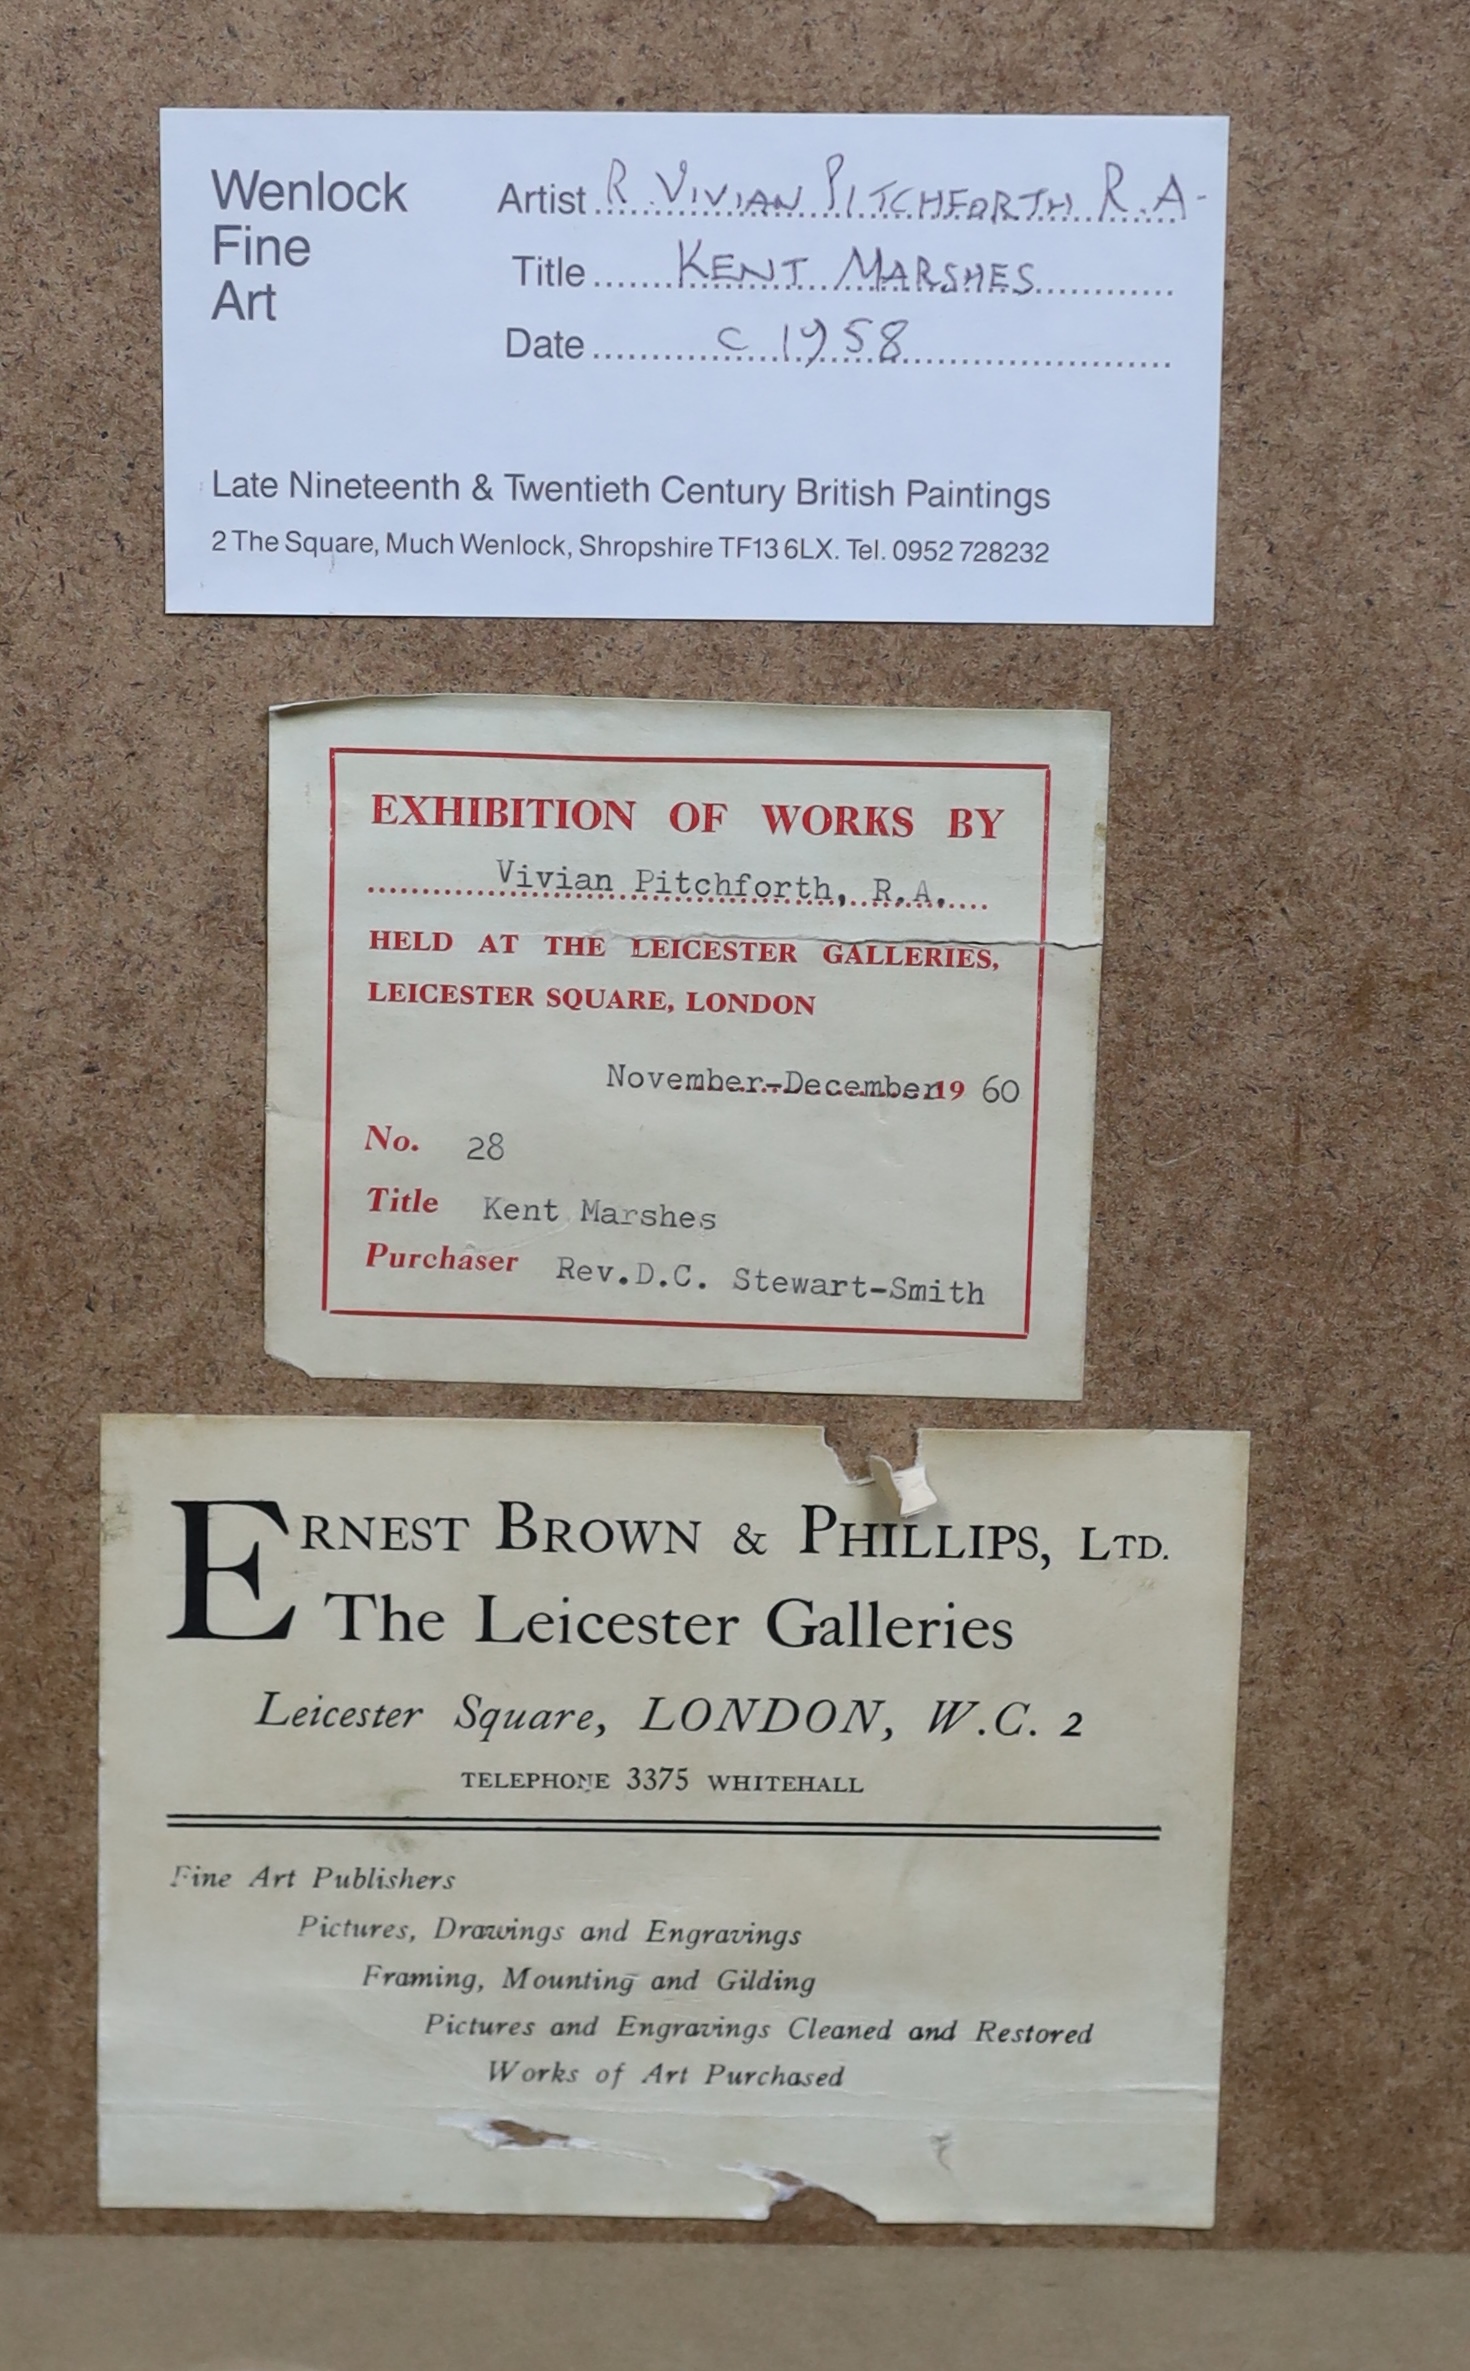 Wenlock
Fine
Art
Artist R. VIVIAN PITCHFORTH R.A-
Title KENT MARSHES
Date c 1958
Late Nineteenth & Twentieth Century British Paintings
2 The Square, Much Wenlock, Shropshire TF13 6LX. Tel. 0952 728232
EXHIBITION OF WORKS BY
Vivian Pitchforth, R.A.
HELD AT THE LEICESTER GALLERIES,
LEICESTER SQUARE, LONDON
November-December 19 60
No. 28
Title Kent Marshes
Purchaser Rev.D.C. Stewart-Smith
ERNEST BROWN & PHILLIPS, LTD.
The Leicester Galleries
Leicester Square, LONDON, W.C. 2
TELEPHONE 3375 WHITEHALL
Fine Art Publishers
Pictures, Drawings and Engravings
Framing, Mounting and Gilding
Pictures and Engravings Cleaned and Restored
Works of Art Purchased